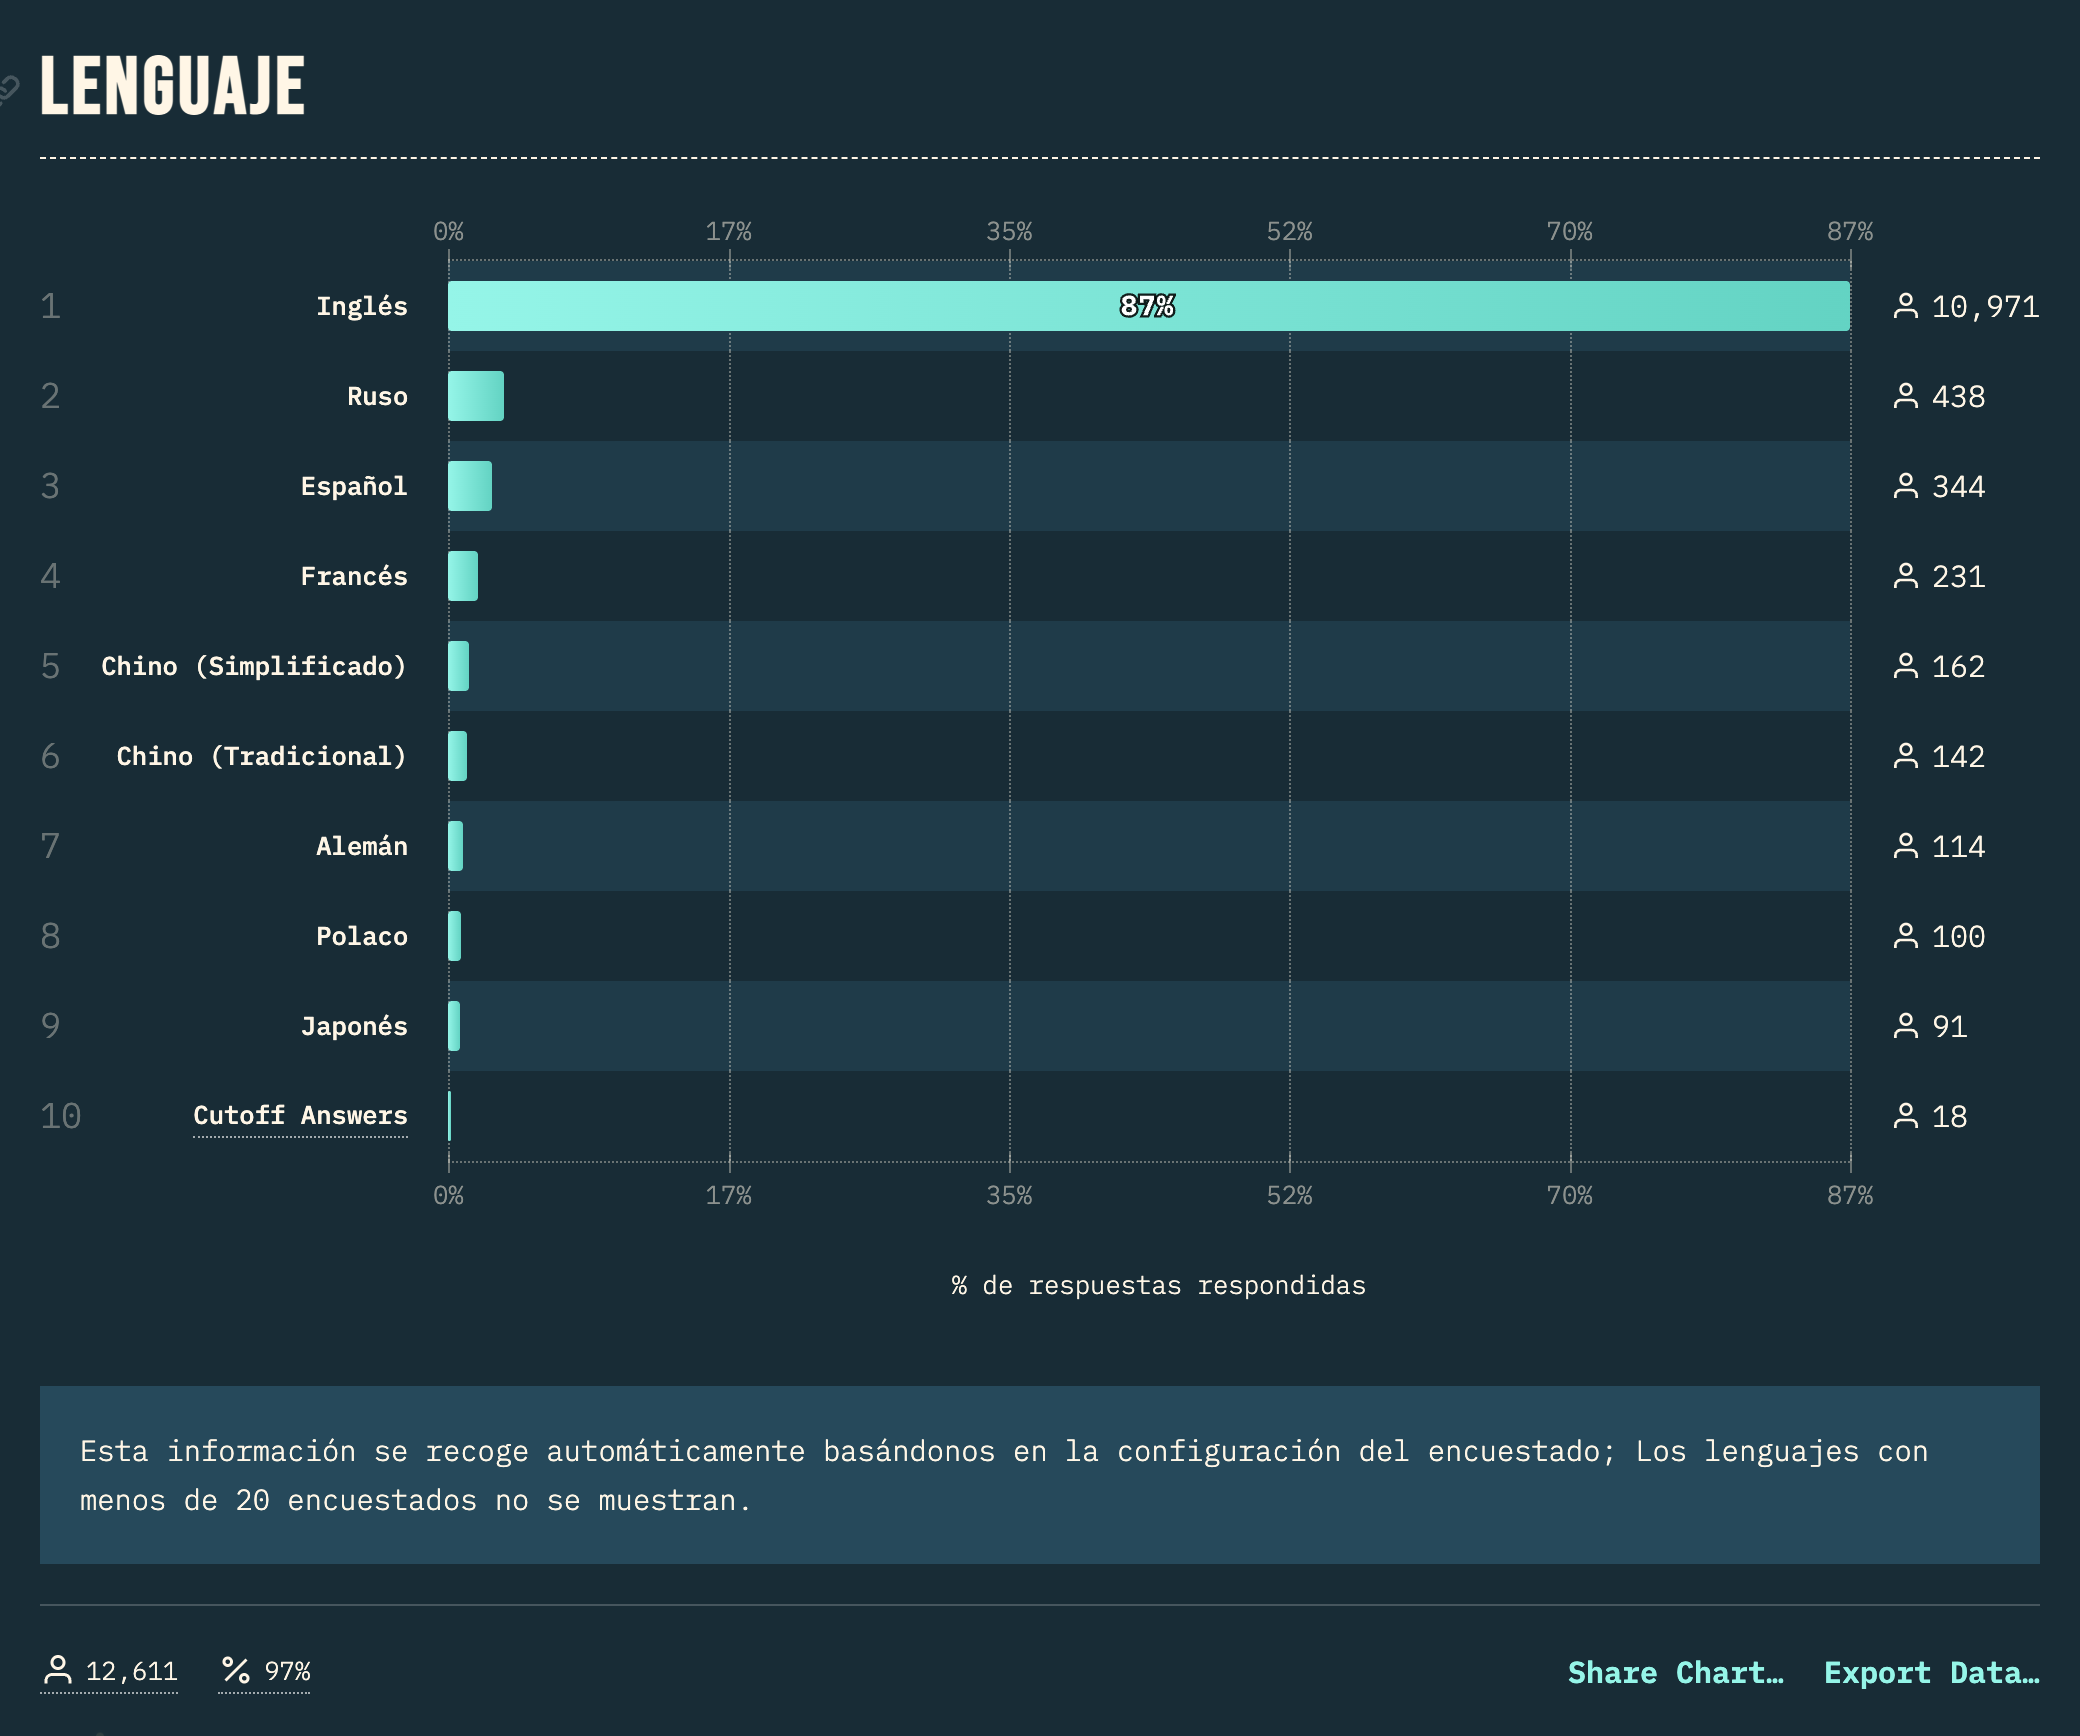 LENGUAJE
0% 17% 35% 52% 70% 87%
1 Inglés 87% 10,971
2 Ruso 438
3 Español 344
4 Francés 231
5 Chino (Simplificado) 162
6 Chino (Tradicional) 142
7 Alemán 114
8 Polaco 100
9 Japonés 91
10 Cutoff Answers 18
0% 17% 35% 52% 70% 87%
% de respuestas respondidas
Esta información se recoge automáticamente basándonos en la configuración del encuestado; Los lenguajes con
menos de 20 encuestados no se muestran.
12,611 97% Share Chart… Export Data…